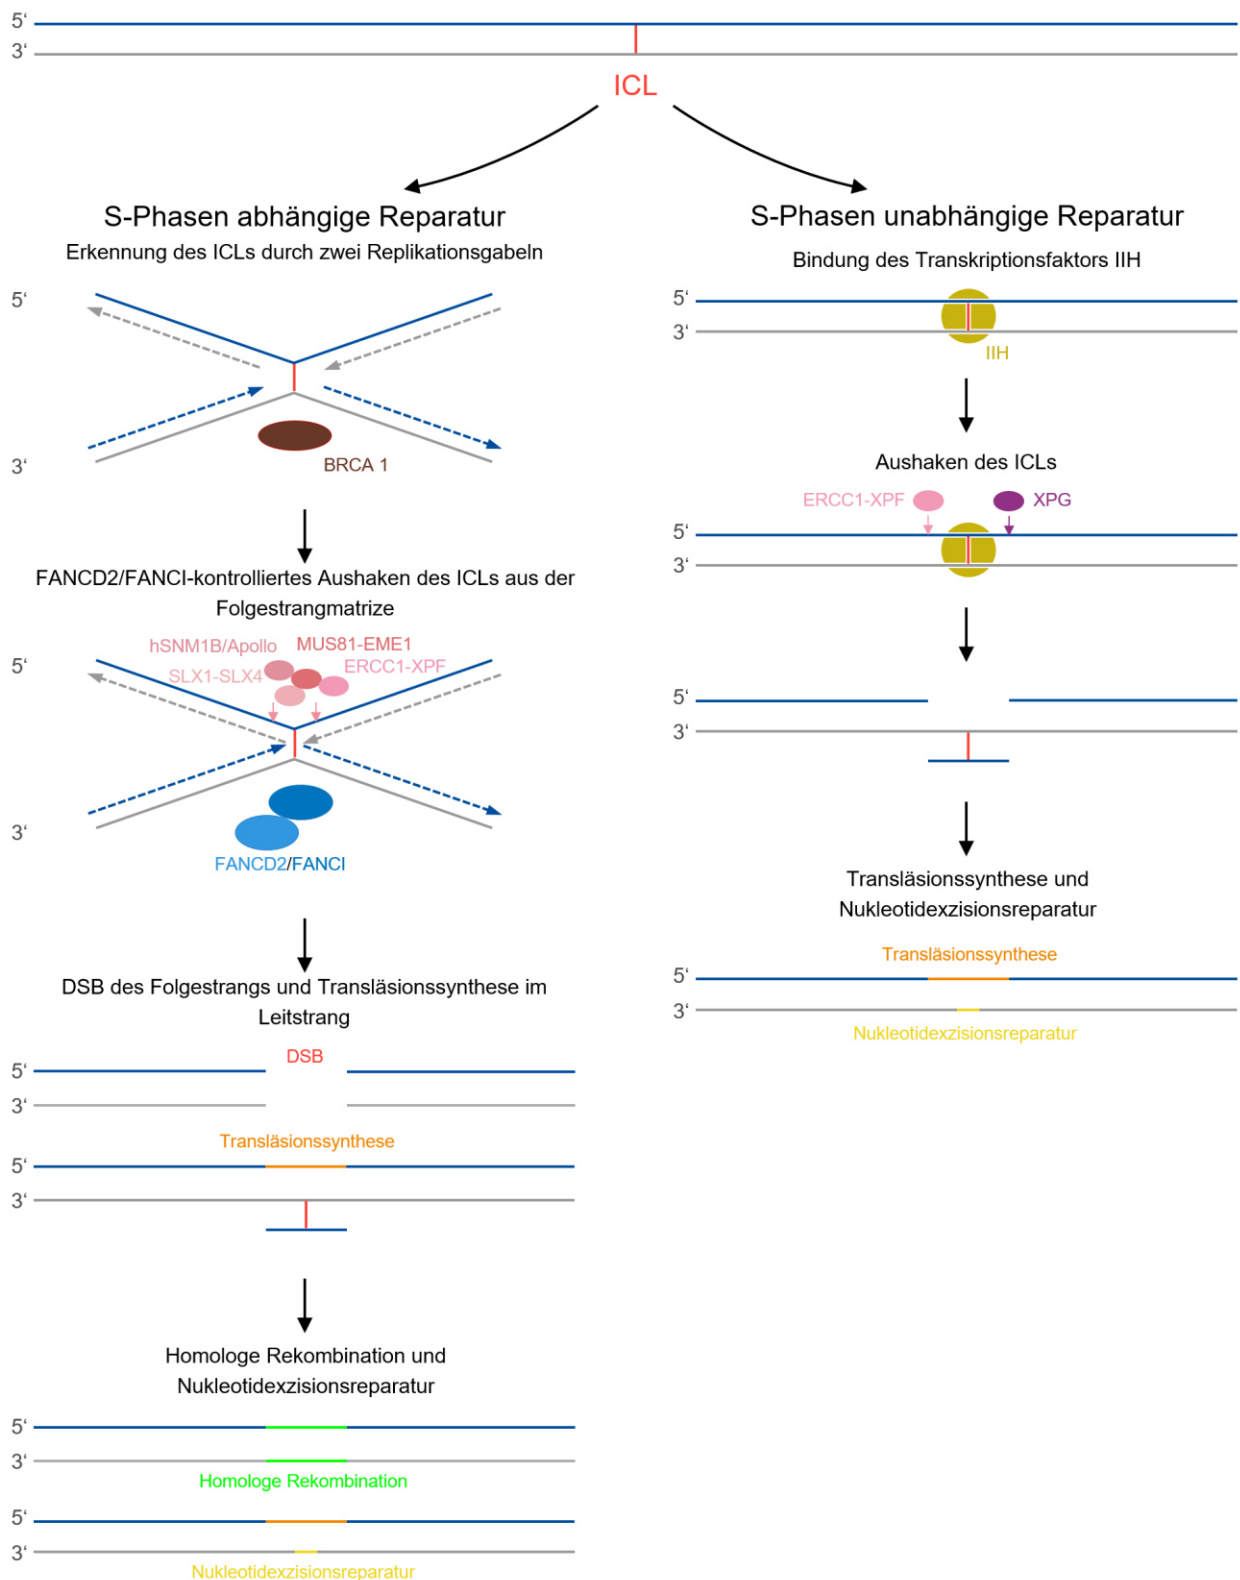 5‘
3‘
ICL
S-Phasen abhängige Reparatur
Erkennung des ICLs durch zwei Replikationsgabeln
5‘
3‘
BRCA 1
FANCD2/FANCI-kontrolliertes Aushaken des ICLs aus der
Folgestrangmatrize
hSNM1B/Apollo
MUS81-EME1
SLX1-SLX4
ERCC1-XPF
5‘
3‘
FANCD2/FANCI
DSB des Folgestrangs und Transläsionssynthese im
Leitstrang
DSB
5‘
3‘
Transläsionssynthese
5‘
3‘
Homologe Rekombination und
Nukleotidexzisionsreparatur
5‘
3‘
Homologe Rekombination
5‘
3‘
Nukleotidexzisionsreparatur
S-Phasen unabhängige Reparatur
Bindung des Transkriptionsfaktors IIH
5‘
3‘
IIH
Aushaken des ICLs
ERCC1-XPF
XPG
5‘
3‘
5‘
3‘
Transläsionssynthese und
Nukleotidexzisionsreparatur
Transläsionssynthese
5‘
3‘
Nukleotidexzisionsreparatur